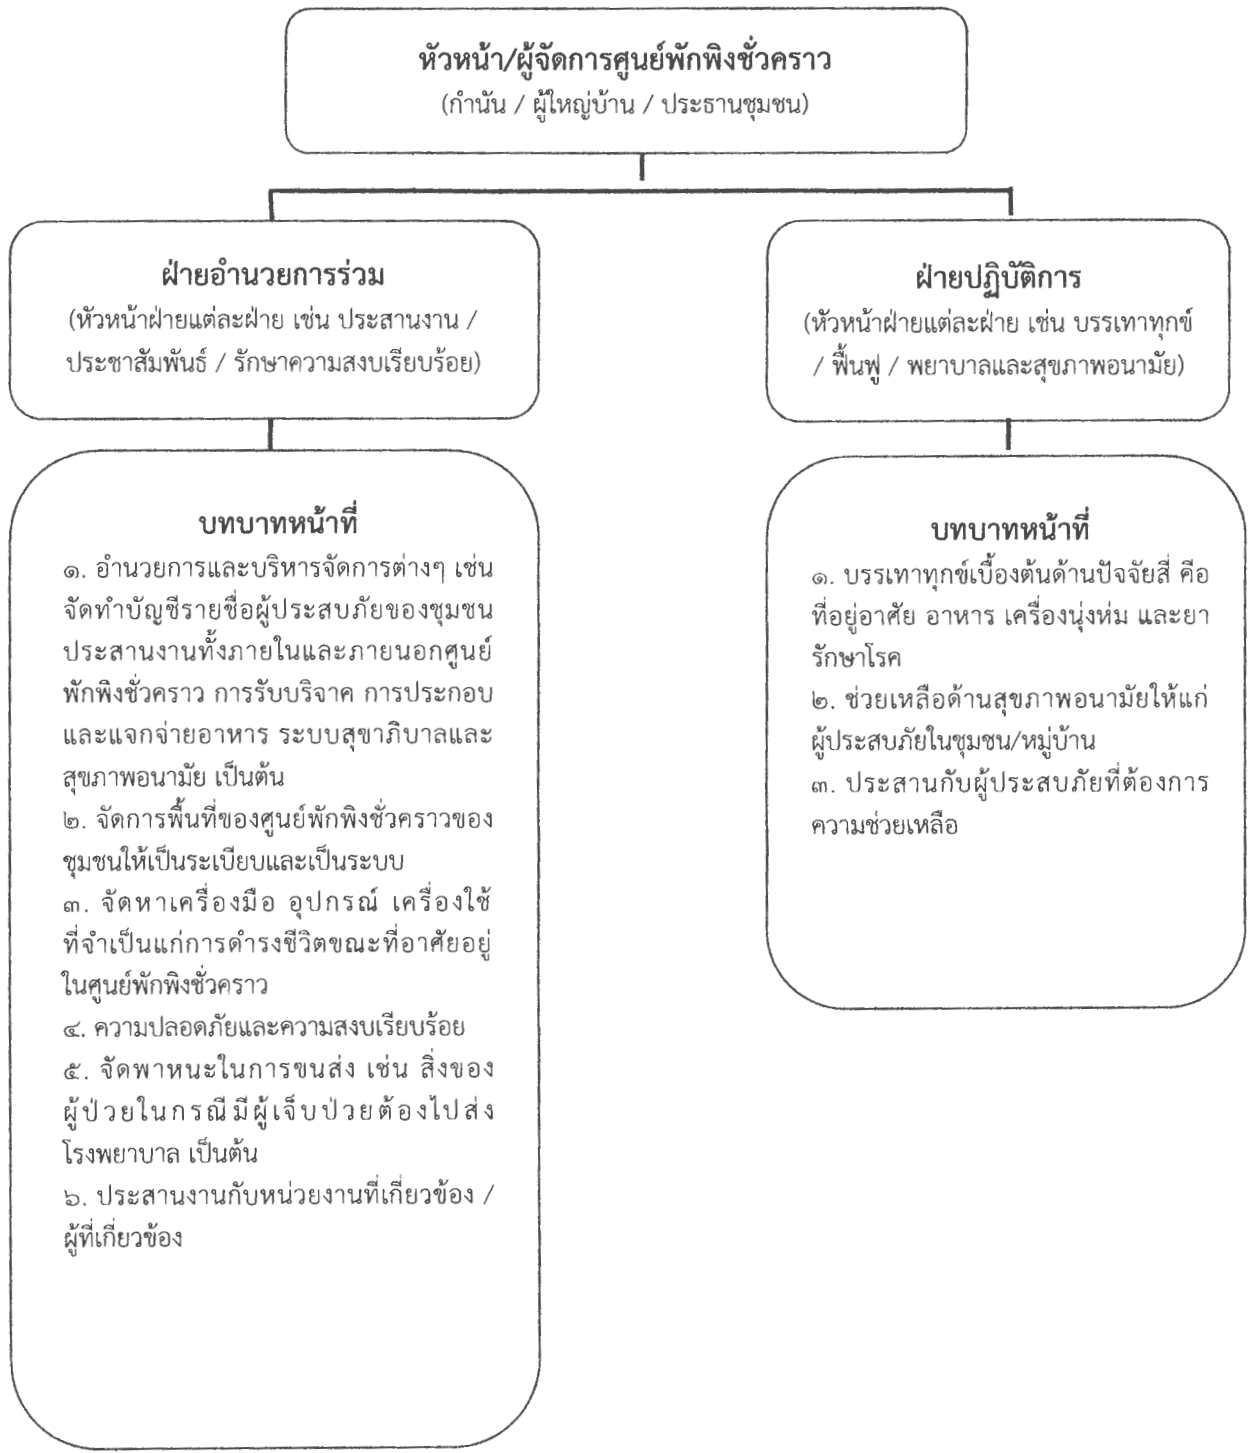 หัวหน้า/ผู้จัดการศูนย์พักพิงชั่วคราว
(กำนัน / ผู้ใหญ่บ้าน / ประธานชุมชน)
ฝ่ายอำนวยการร่วม
(หัวหน้าฝ่ายแต่ละฝ่าย เช่น ประสานงาน /
ประชาสัมพันธ์ / รักษาความสงบเรียบร้อย)
ฝ่ายปฏิบัติการ
(หัวหน้าฝ่ายแต่ละฝ่าย เช่น บรรเทาทุกข์
/ ฟื้นฟู / พยาบาลและสุขภาพอนามัย)
บทบาทหน้าที่
๑. อำนวยการและบริหารจัดการต่างๆ เช่น
จัดทำบัญชีรายชื่อผู้ประสบภัยของชุมชน
ประสานงานทั้งภายในและภายนอกศูนย์
พักพิงชั่วคราว การรับบริจาค การประกอบ
และแจกจ่ายอาหาร ระบบสุขาภิบาลและ
สุขภาพอนามัย เป็นต้น
๒. จัดการพื้นที่ของศูนย์พักพิงชั่วคราวของ
ชุมชนให้เป็นระเบียบและเป็นระบบ
๓. จัดหาเครื่องมือ อุปกรณ์ เครื่องใช้
ที่จำเป็นแก่การดำรงชีวิตขณะที่อาศัยอยู่
ในศูนย์พักพิงชั่วคราว
๔. ความปลอดภัยและความสงบเรียบร้อย
๕. จัดพาหนะในการขนส่ง เช่น สิ่งของ
ผู้ป่วยในกรณีมีผู้เจ็บป่วยต้องไปส่ง
โรงพยาบาล เป็นต้น
๖. ประสานงานกับหน่วยงานที่เกี่ยวข้อง /
ผู้ที่เกี่ยวข้อง
บทบาทหน้าที่
๑. บรรเทาทุกข์เบื้องต้นด้านปัจจัยสี่ คือ
ที่อยู่อาศัย อาหาร เครื่องนุ่งห่ม และยา
รักษาโรค
๒. ช่วยเหลือด้านสุขภาพอนามัยให้แก่
ผู้ประสบภัยในชุมชน/หมู่บ้าน
๓. ประสานกับผู้ประสบภัยที่ต้องการ
ความช่วยเหลือ